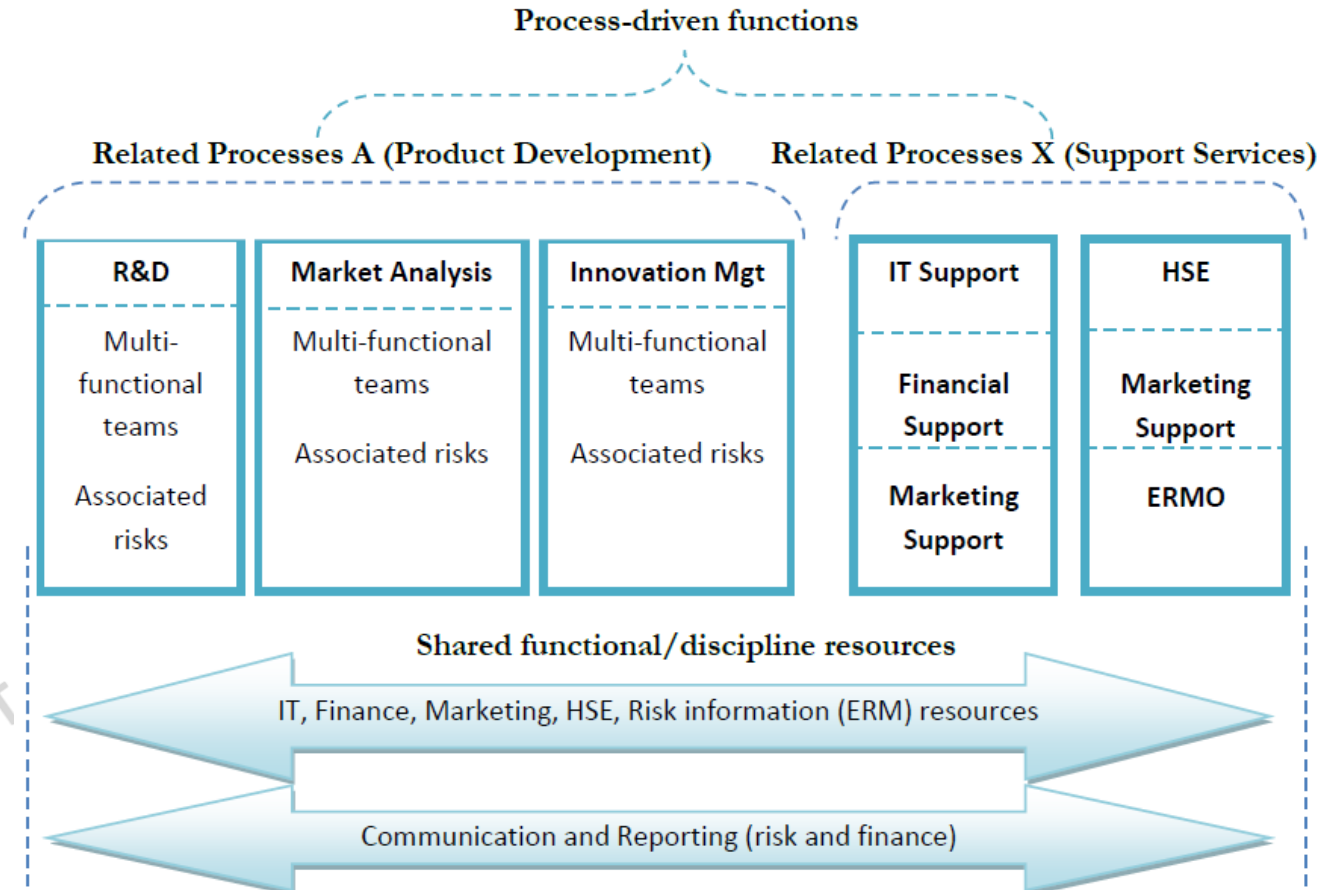 Process-driven functions
Related Processes A (Product Development)
Related Processes X (Support Services)
R&D
Multi-
functional
teams
Associated
risks
Market Analysis
Multi-functional
teams
Associated risks
Innovation Mgt
Multi-functional
teams
Associated risks
IT Support
Financial
Support
Marketing
Support
HSE
Marketing
Support
ERMO
Shared functional/discipline resources
IT, Finance, Marketing, HSE, Risk information (ERM) resources
Communication and Reporting (risk and finance)